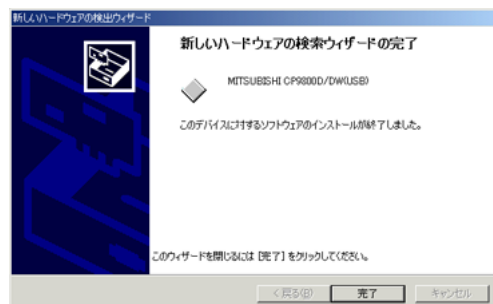 新しいハードウェアの検出ウィザード
新しいハードウェアの検索ウィザードの完了
MITSUBISHI CP9800D/DW(USB)
このデバイスに対するソフトウェアのインストールが終了しました。
このウィザードを閉じるには [完了] をクリックしてください。
< 戻る(B)
完了
キャンセル